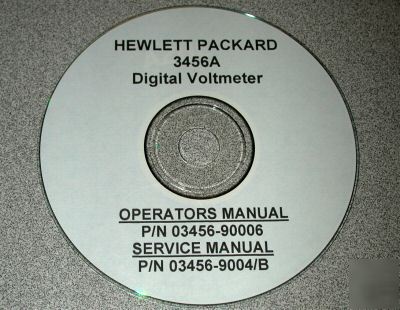 HEWLETT PACKARD
3456A
Digital Voltmeter
OPERATORS MANUAL
P/N 03456-90006
SERVICE MANUAL
P/N 03456-9004/B